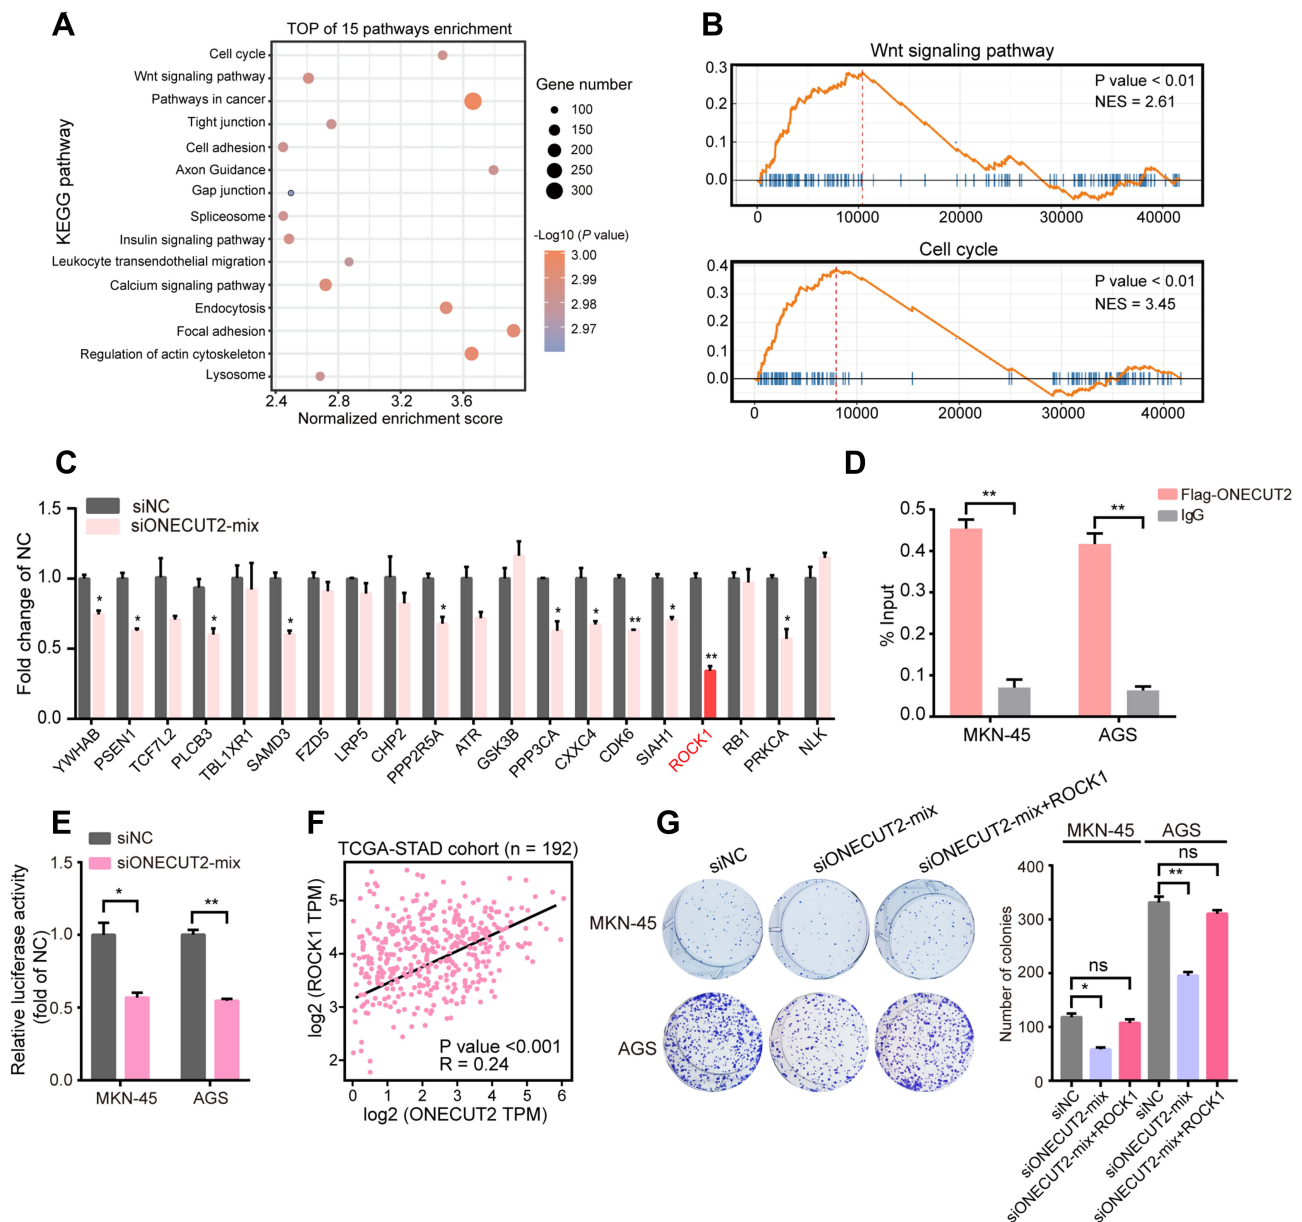 A
TOP of 15 pathways enrichment
KEGG pathway
Cell cycle
Wnt signaling pathway
Pathways in cancer
Tight junction
Cell adhesion
Axon Guidance
Gap junction
Spliceosome
Insulin signaling pathway
Leukocyte transendothelial migration
Calcium signaling pathway
Endocytosis
Focal adhesion
Regulation of actin cytoskeleton
Lysosome
2.4 2.8 3.2 3.6
Normalized enrichment score
Gene number
100
150
200
250
300
-Log10 (P value)
3.00
2.99
2.98
2.97
B
Wnt signaling pathway
P value < 0.01
NES = 2.61
0.3
0.2
0.1
0.0
0 10000 20000 30000 40000
Cell cycle
P value < 0.01
NES = 3.45
0.4
0.3
0.2
0.1
0.0
0 10000 20000 30000 40000
C
siNC
siONECUT2-mix
Fold change of NC
1.5
1.0
0.5
0.0
* * * * * * * ** * ** *
YWHAB PSEN1 TCF7L2 PLCB3 TBL1XR1 SAMD3 FZD5 LRP5 CHP2 PPP2R5A ATR GSK3B PPP3CA CXXC4 CDK6 SIAH1 ROCK1 RB1 PRKCA NLK
D
Flag-ONECUT2
IgG
% Input
0.5
0.4
0.2
0.1
0.0
** **
MKN-45 AGS
E
siNC
siONECUT2-mix
Relative luciferase activity
(fold of NC)
1.5
1.0
0.5
0.0
* **
MKN-45 AGS
F
TCGA-STAD cohort (n = 192)
log2 (ROCK1 TPM)
5
4
3
2
P value <0.001
R = 0.24
0 1 2 3 4 5 6
log2 (ONECUT2 TPM)
G
siNC siONECUT2-mix siONECUT2-mix+ROCK1
MKN-45
AGS
MKN-45 AGS
Number of colonies
400
300
200
100
0
ns
*
ns
**
siNC
siONECUT2-mix
siONECUT2-mix+ROCK1
siNC
siONECUT2-mix
siONECUT2-mix+ROCK1